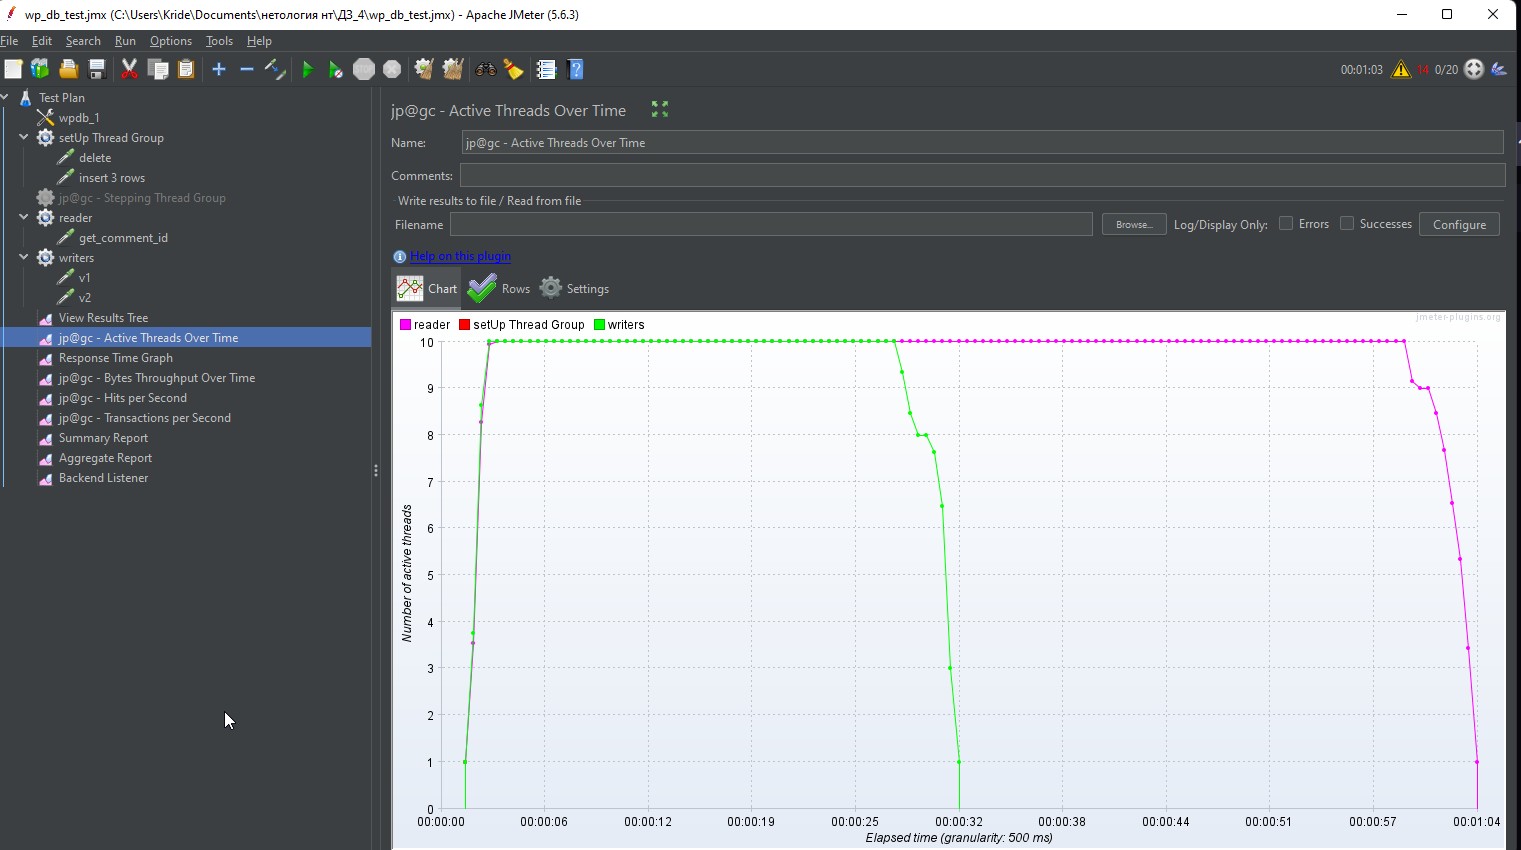 wp_db_test.jmx (C:\Users\Kride\Documents\нетология нт\ДЗ_4\wp_db_test.jmx) - Apache JMeter (5.6.3)
File Edit Search Run Options Tools Help
00:01:03 14 0/20
Test Plan
wpdb_1
setUp Thread Group
delete
insert 3 rows
jp@gc - Stepping Thread Group
reader
get_comment_id
writers
v1
v2
View Results Tree
jp@gc - Active Threads Over Time
Response Time Graph
jp@gc - Bytes Throughput Over Time
jp@gc - Hits per Second
jp@gc - Transactions per Second
Summary Report
Aggregate Report
Backend Listener
jp@gc - Active Threads Over Time
Name: jp@gc - Active Threads Over Time
Comments:
Write results to file / Read from file
Filename Browse... Log/Display Only: Errors Successes Configure
Help on this plugin
Chart Rows Settings
jmeter-plugins.org
reader setUp Thread Group writers
10
9
8
7
6
5
4
3
2
1
0
Number of active threads
00:00:00 00:00:06 00:00:12 00:00:19 00:00:25 00:00:32 00:00:38 00:00:44 00:00:51 00:00:57 00:01:04
Elapsed time (granularity: 500 ms)